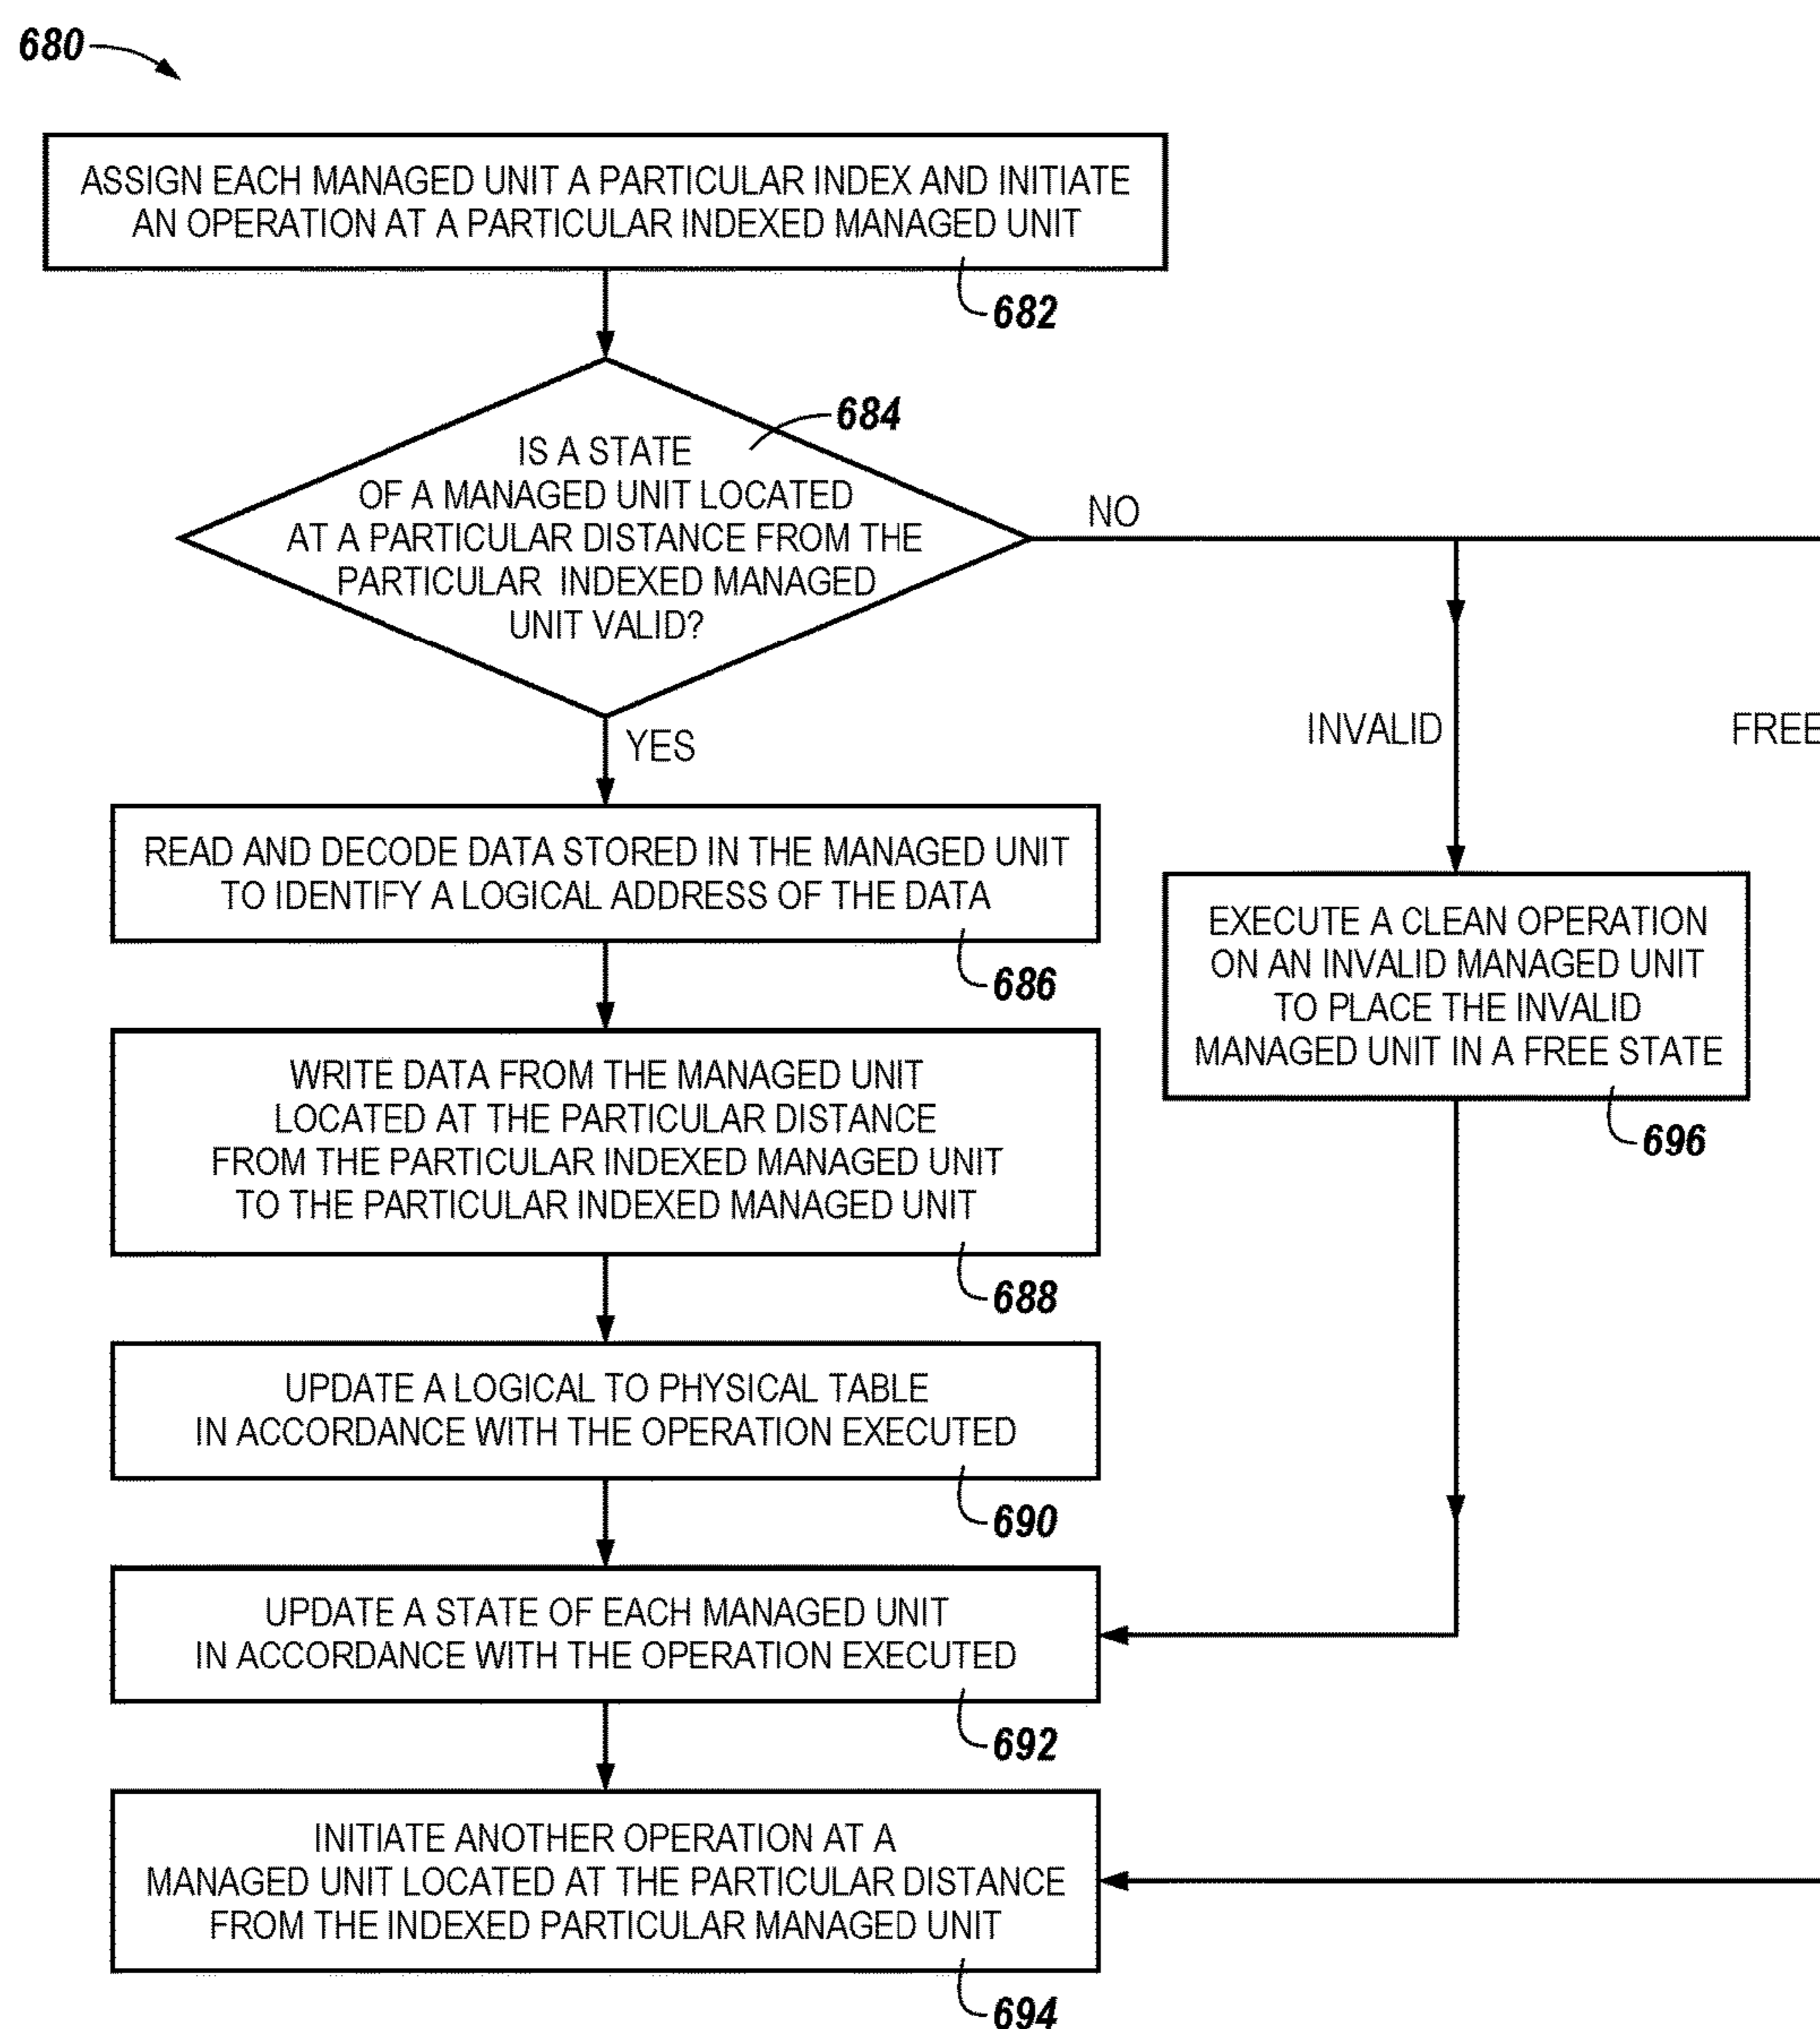 680
ASSIGN EACH MANAGED UNIT A PARTICULAR INDEX AND INITIATE
AN OPERATION AT A PARTICULAR INDEXED MANAGED UNIT
682
684
IS A STATE
OF A MANAGED UNIT LOCATED
AT A PARTICULAR DISTANCE FROM THE
PARTICULAR INDEXED MANAGED
UNIT VALID?
NO
YES
INVALID
FREE
READ AND DECODE DATA STORED IN THE MANAGED UNIT
TO IDENTIFY A LOGICAL ADDRESS OF THE DATA
686
EXECUTE A CLEAN OPERATION
ON AN INVALID MANAGED UNIT
TO PLACE THE INVALID
MANAGED UNIT IN A FREE STATE
696
WRITE DATA FROM THE MANAGED UNIT
LOCATED AT THE PARTICULAR DISTANCE
FROM THE PARTICULAR INDEXED MANAGED UNIT
TO THE PARTICULAR INDEXED MANAGED UNIT
688
UPDATE A LOGICAL TO PHYSICAL TABLE
IN ACCORDANCE WITH THE OPERATION EXECUTED
690
UPDATE A STATE OF EACH MANAGED UNIT
IN ACCORDANCE WITH THE OPERATION EXECUTED
692
INITIATE ANOTHER OPERATION AT A
MANAGED UNIT LOCATED AT THE PARTICULAR DISTANCE
FROM THE INDEXED PARTICULAR MANAGED UNIT
694